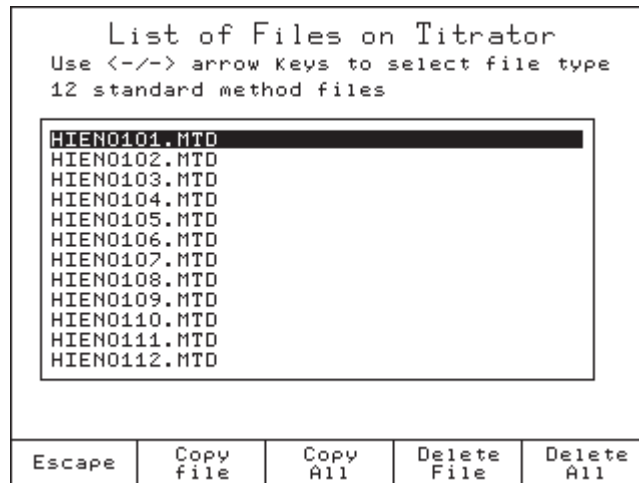 List of Files on Titrator
Use <-/-> arrow Keys to select file type
12 standard method files
HIEN0101.MTD
HIEN0102.MTD
HIEN0103.MTD
HIEN0104.MTD
HIEN0105.MTD
HIEN0106.MTD
HIEN0107.MTD
HIEN0108.MTD
HIEN0109.MTD
HIEN0110.MTD
HIEN0111.MTD
HIEN0112.MTD
Escape
Copy
file
Copy
All
Delete
File
Delete
All